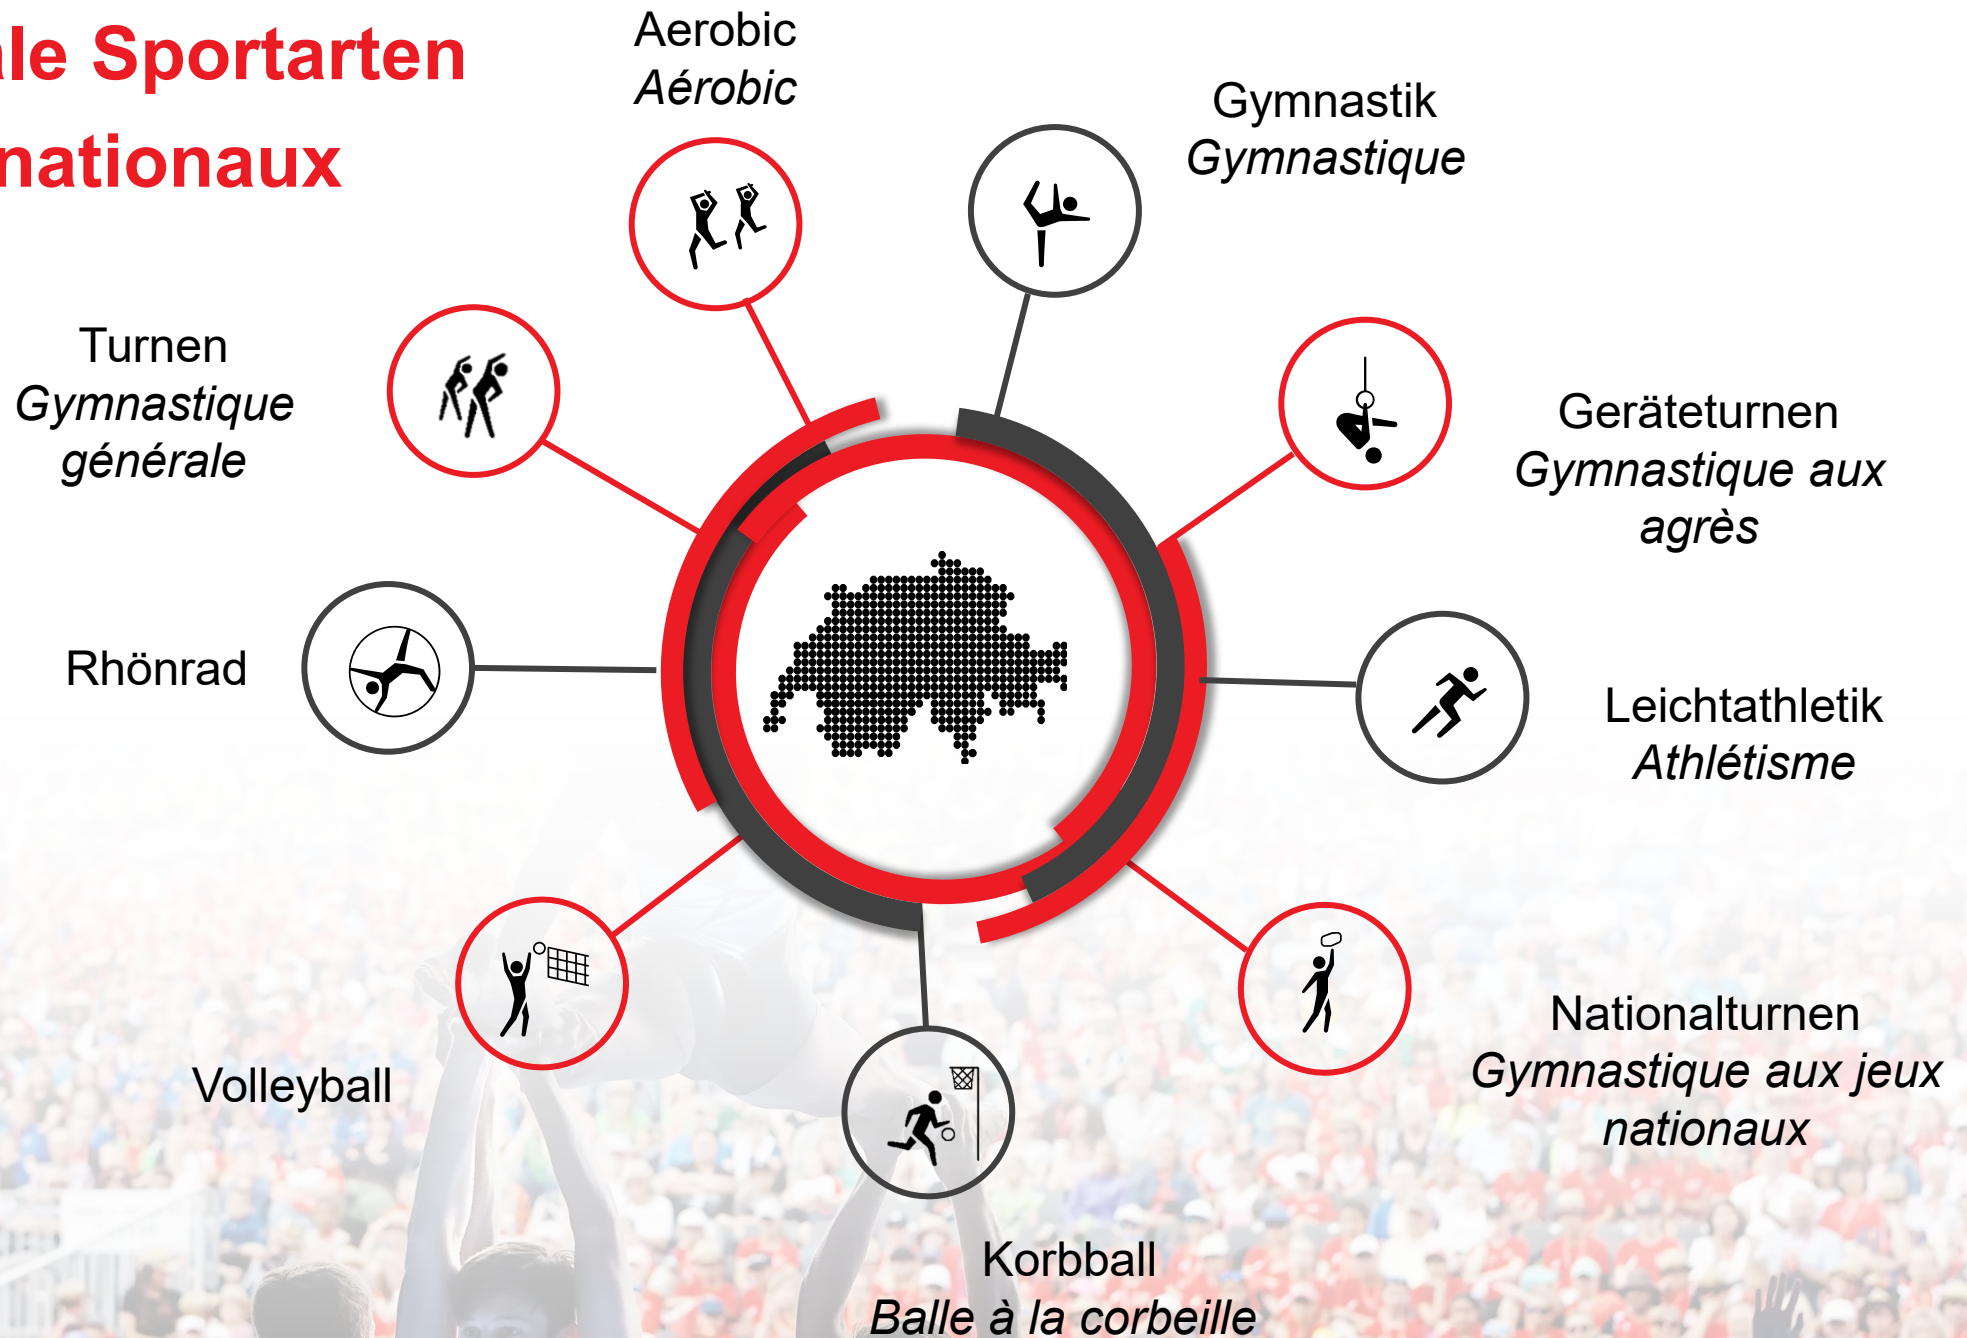 ale Sportarten
nationaux
Aerobic
Aérobic
Gymnastik
Gymnastique
Turnen
Gymnastique
générale
Geräteturnen
Gymnastique aux
agrès
Rhönrad
Leichtathletik
Athlétisme
Volleyball
Nationalturnen
Gymnastique aux jeux
nationaux
Korbball
Balle à la corbeille